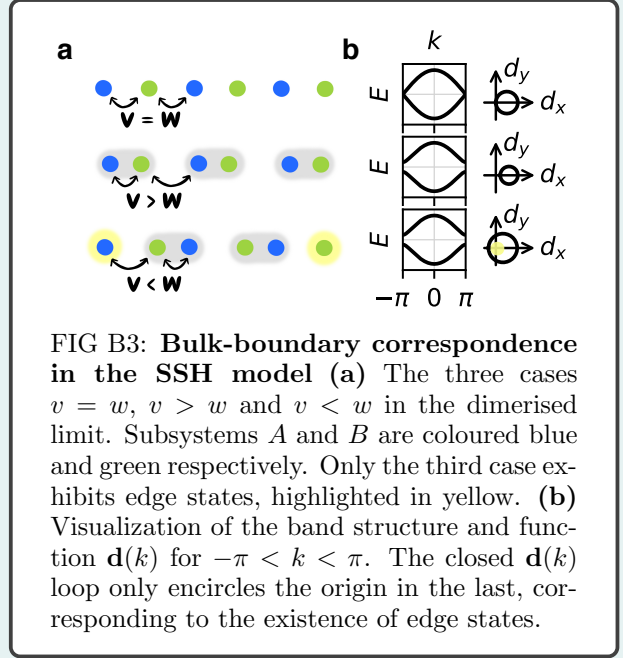 a
b
k
v = w
E
d_y
d_x
v > w
E
d_y
d_x
v < w
E
d_y
d_x
−π 0 π
FIG B3: Bulk-boundary correspondence
in the SSH model (a) The three cases
v = w, v > w and v < w in the dimerised
limit. Subsystems A and B are coloured blue
and green respectively. Only the third case ex-
hibits edge states, highlighted in yellow. (b)
Visualization of the band structure and func-
tion d(k) for −π < k < π. The closed d(k)
loop only encircles the origin in the last, cor-
responding to the existence of edge states.